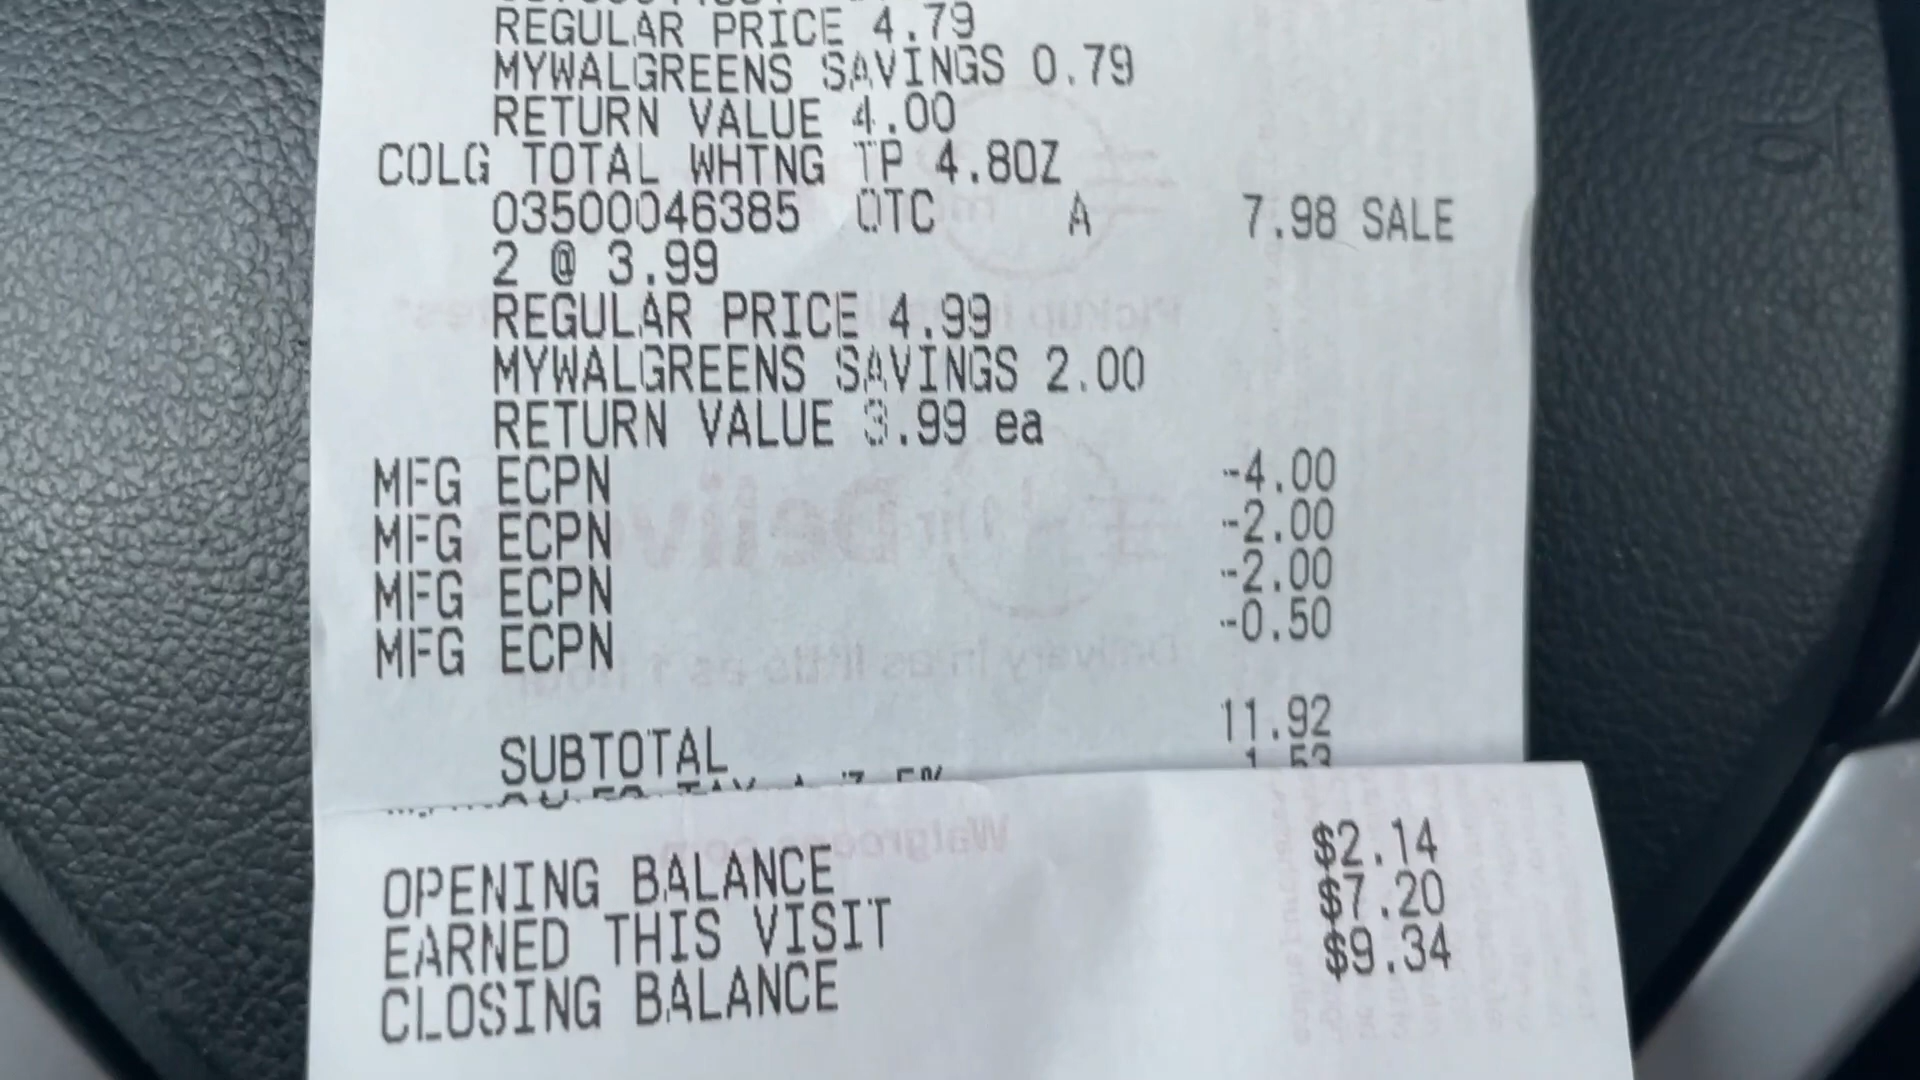 REGULAR PRICE 4.79
MYWALGREENS SAVINGS 0.79
RETURN VALUE 4.00
COLG TOTAL WHTNG TP 4.8OZ
03500046385 OTC A 7.98 SALE
2 @ 3.99
REGULAR PRICE 4.99
MYWALGREENS SAVINGS 2.00
RETURN VALUE 3.99 ea
MFG ECPN -4.00
MFG ECPN -2.00
MFG ECPN -2.00
MFG ECPN -0.50
SUBTOTAL 11.92
OPENING BALANCE $2.14
EARNED THIS VISIT $7.20
CLOSING BALANCE $9.34